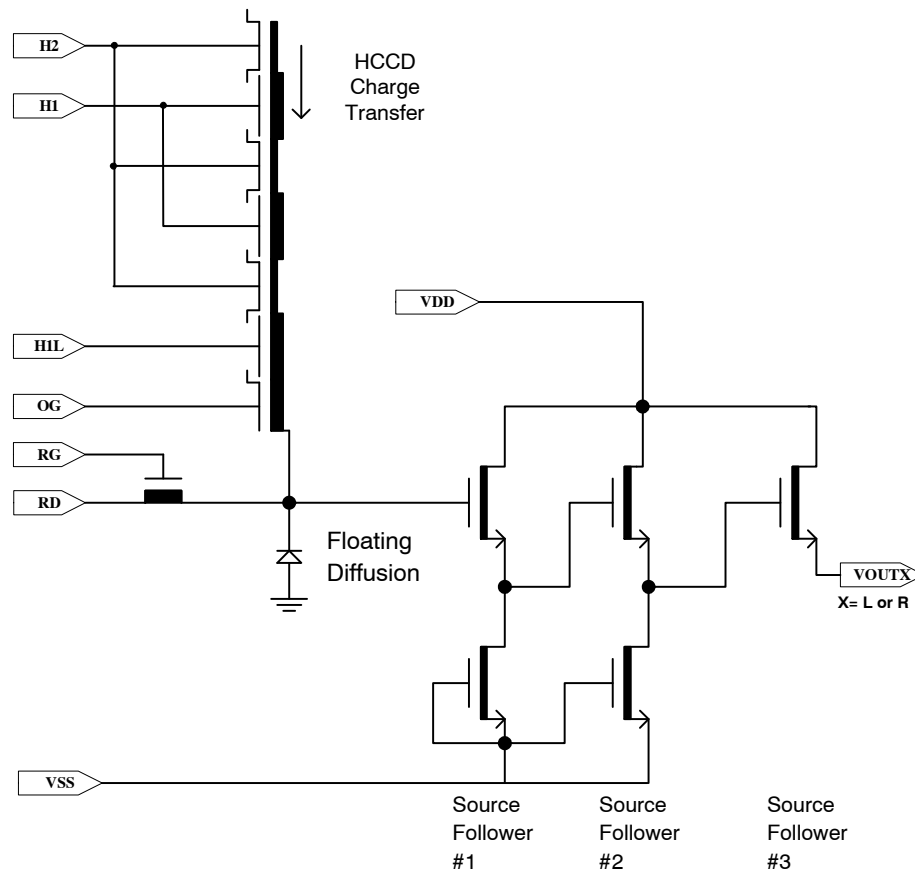 H2
HCCD
Charge
Transfer
H1
VDD
H1L
OG
RG
RD
Floating
Diffusion
VOUTX
X= L or R
VSS
Source
Follower
#1
Source
Follower
#2
Source
Follower
#3